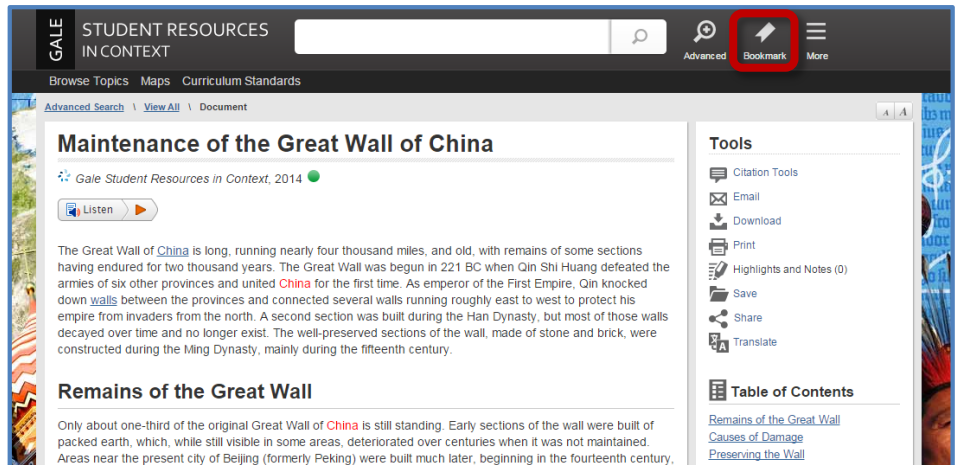 GALE
STUDENT RESOURCES
IN CONTEXT
Advanced
Bookmark
More
Browse Topics Maps Curriculum Standards
Advanced Search \ View All \ Document
A A
Maintenance of the Great Wall of China
Gale Student Resources in Context, 2014
Listen
The Great Wall of China is long, running nearly four thousand miles, and old, with remains of some sections
having endured for two thousand years. The Great Wall was begun in 221 BC when Qin Shi Huang defeated the
armies of six other provinces and united China for the first time. As emperor of the First Empire, Qin knocked
down walls between the provinces and connected several walls running roughly east to west to protect his
empire from invaders from the north. A second section was built during the Han Dynasty, but most of those walls
decayed over time and no longer exist. The well-preserved sections of the wall, made of stone and brick, were
constructed during the Ming Dynasty, mainly during the fifteenth century.
Remains of the Great Wall
Only about one-third of the original Great Wall of China is still standing. Early sections of the wall were built of
packed earth, which, while still visible in some areas, deteriorated over centuries when it was not maintained.
Areas near the present city of Beijing (formerly Peking) were built much later, beginning in the fourteenth century,
Tools
Citation Tools
Email
Download
Print
Highlights and Notes (0)
Save
Share
Translate
Table of Contents
Remains of the Great Wall
Causes of Damage
Preserving the Wall